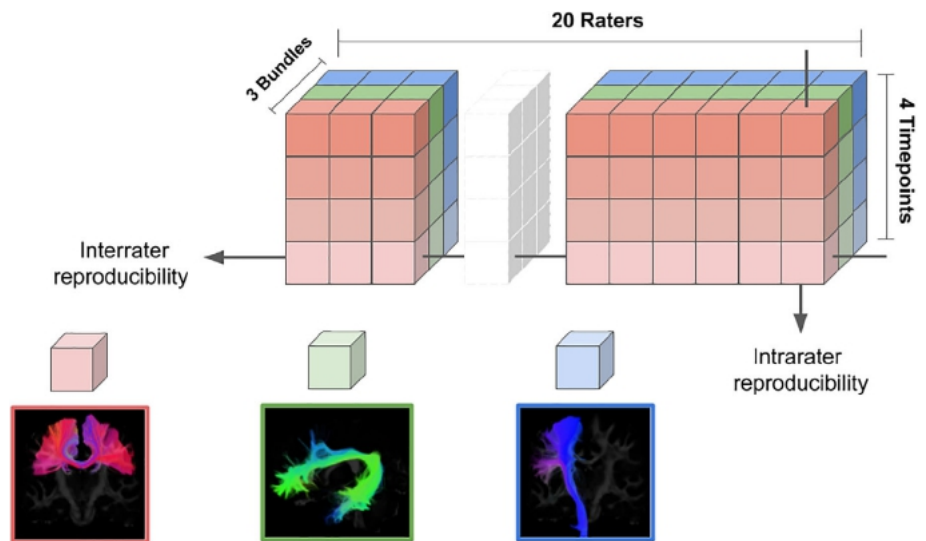 20 Raters
3 Bundles
4 Timepoints
Interrater
reproducibility
Intrarater
reproducibility